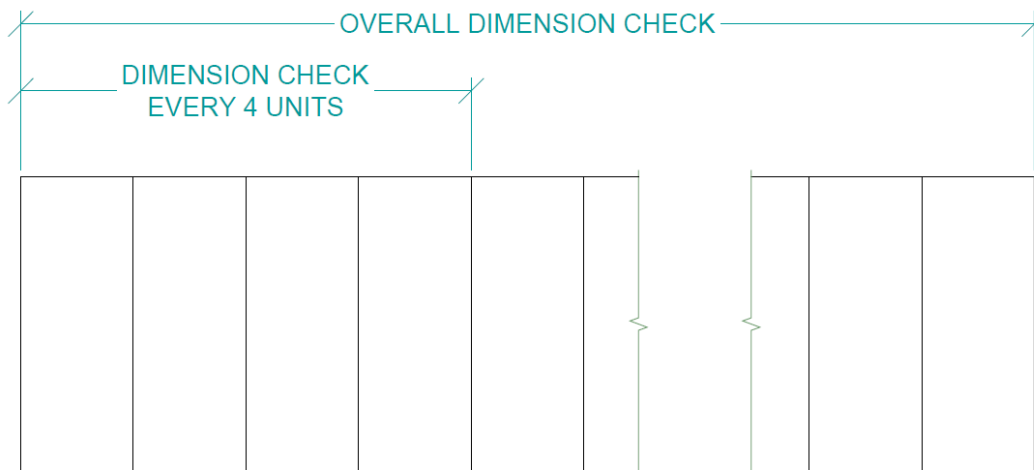 OVERALL DIMENSION CHECK
DIMENSION CHECK
EVERY 4 UNITS